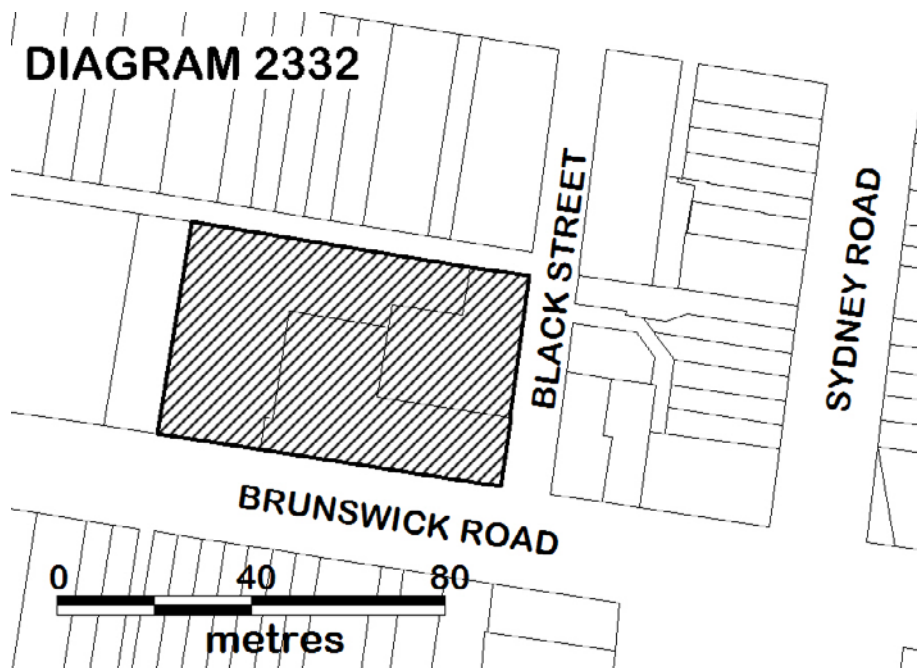 DIAGRAM 2332
BLACK STREET
SYDNEY ROAD
BRUNSWICK ROAD
0 40 80
metres